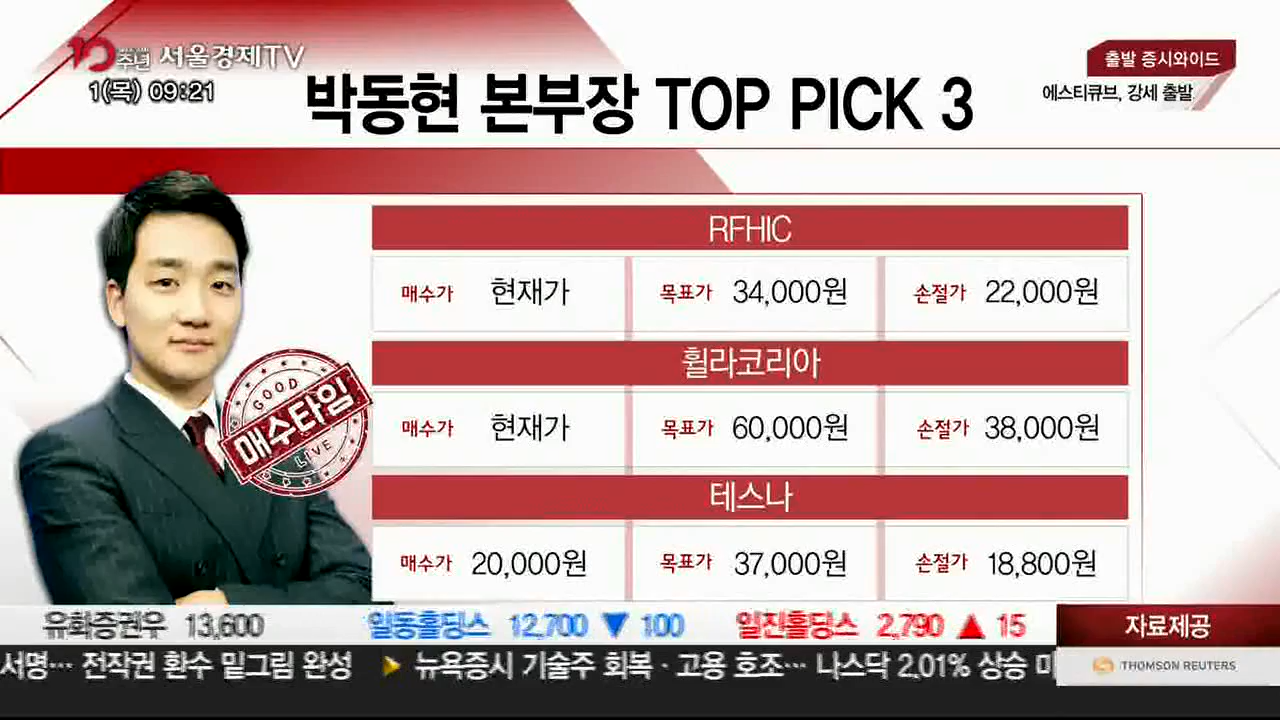 10주년 서울경제TV
1(목) 09:21
박동현 본부장 TOP PICK 3
출발 증시와이드
에스티큐브, 강세 출발
RFHIC
매수가 현재가 목표가 34,000원 손절가 22,000원
휠라코리아
매수가 현재가 목표가 60,000원 손절가 38,000원
테스나
매수가 20,000원 목표가 37,000원 손절가 18,800원
GOOD
매수타임
LIVE
유화증권우 13,600 일동홀딩스 12,700 ▼ 100 일진홀딩스 2,790 ▲ 15
자료제공
서명… 전작권 환수 밑그림 완성 ▶ 뉴욕증시 기술주 회복·고용 호조… 나스닥 2.01% 상승 마
THOMSON REUTERS